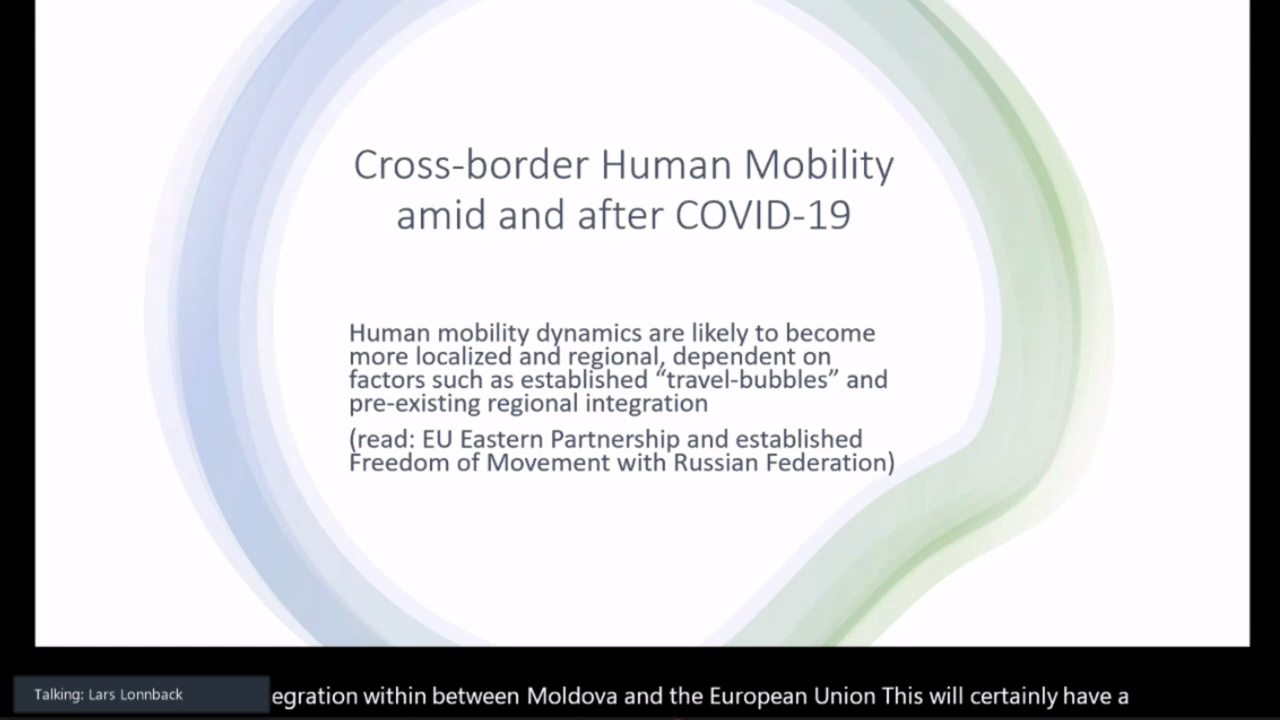 Cross-border Human Mobility
amid and after COVID-19
Human mobility dynamics are likely to become
more localized and regional, dependent on
factors such as established “travel-bubbles” and
pre-existing regional integration
(read: EU Eastern Partnership and established
Freedom of Movement with Russian Federation)
Talking: Lars Lonnback
egration within between Moldova and the European Union This will certainly have a